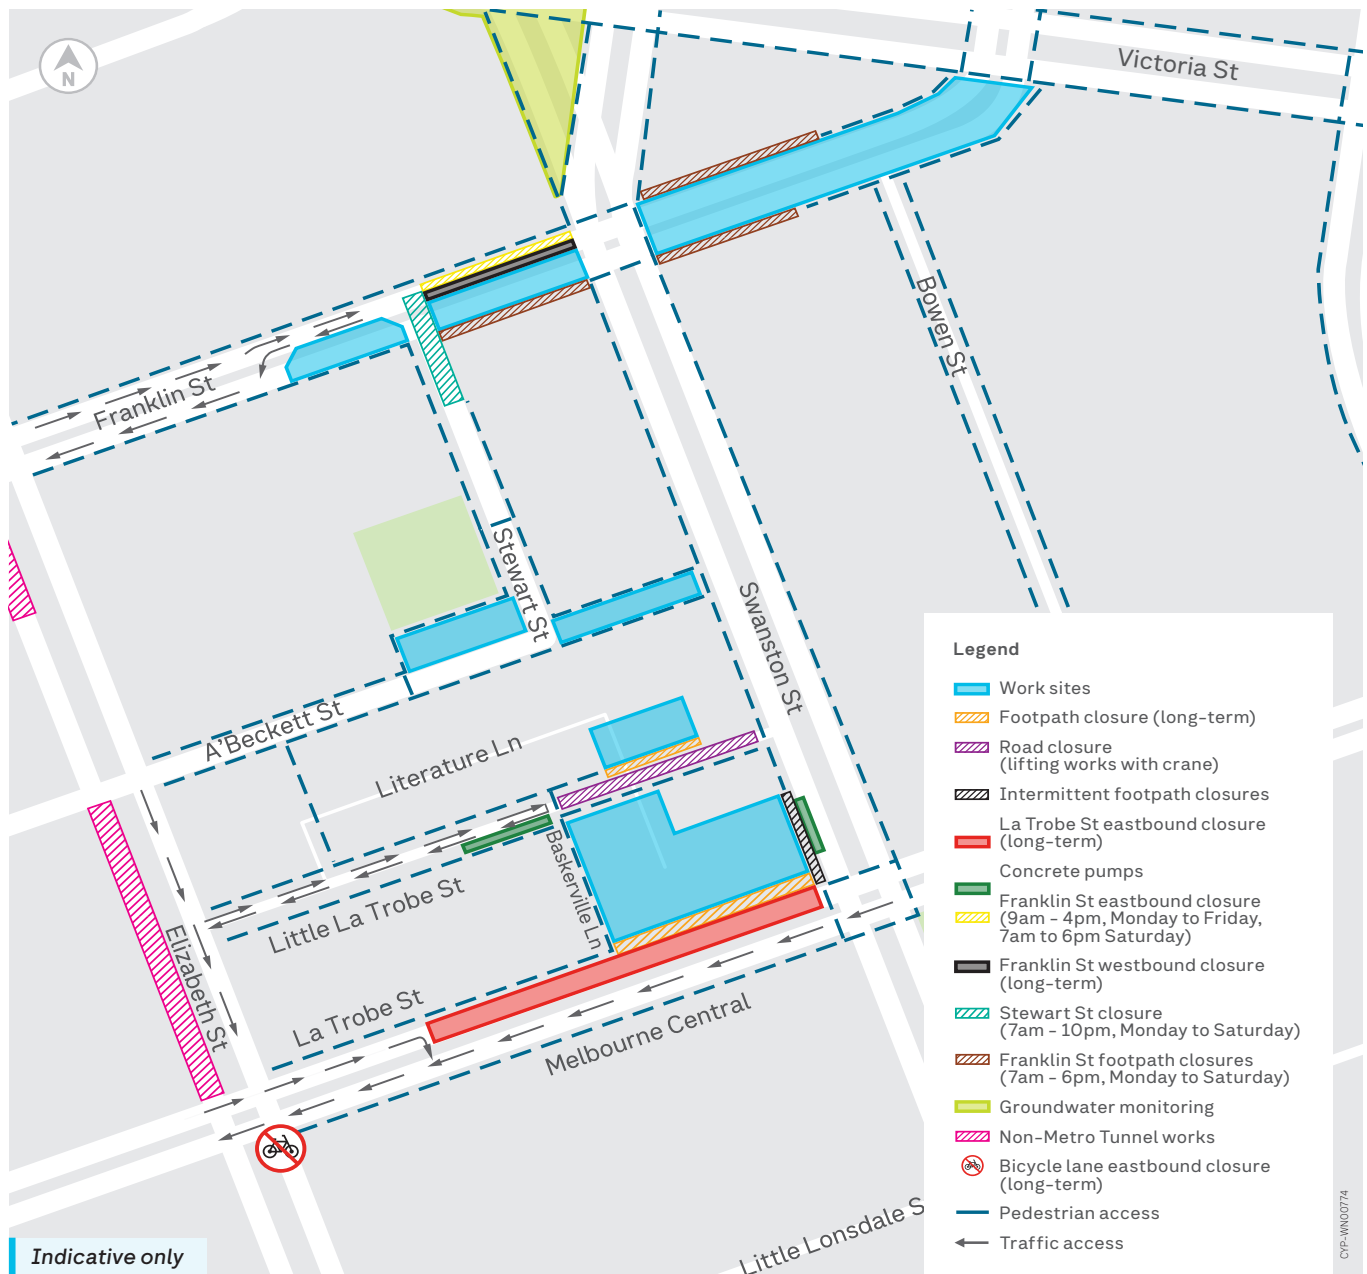 N
Victoria St
Bowen St
Franklin St
Stewart St
Swanston St
A'Beckett St
Literature Ln
Baskerville Ln
Little La Trobe St
Elizabeth St
La Trobe St
Melbourne Central
Little Lonsdale S
Indicative only
Legend
Work sites
Footpath closure (long-term)
Road closure
(lifting works with crane)
Intermittent footpath closures
La Trobe St eastbound closure
(long-term)
Concrete pumps
Franklin St eastbound closure
(9am - 4pm, Monday to Friday,
7am to 6pm Saturday)
Franklin St westbound closure
(long-term)
Stewart St closure
(7am - 10pm, Monday to Saturday)
Franklin St footpath closures
(7am - 6pm, Monday to Saturday)
Groundwater monitoring
Non-Metro Tunnel works
Bicycle lane eastbound closure
(long-term)
Pedestrian access
Traffic access
CYP-WN00774